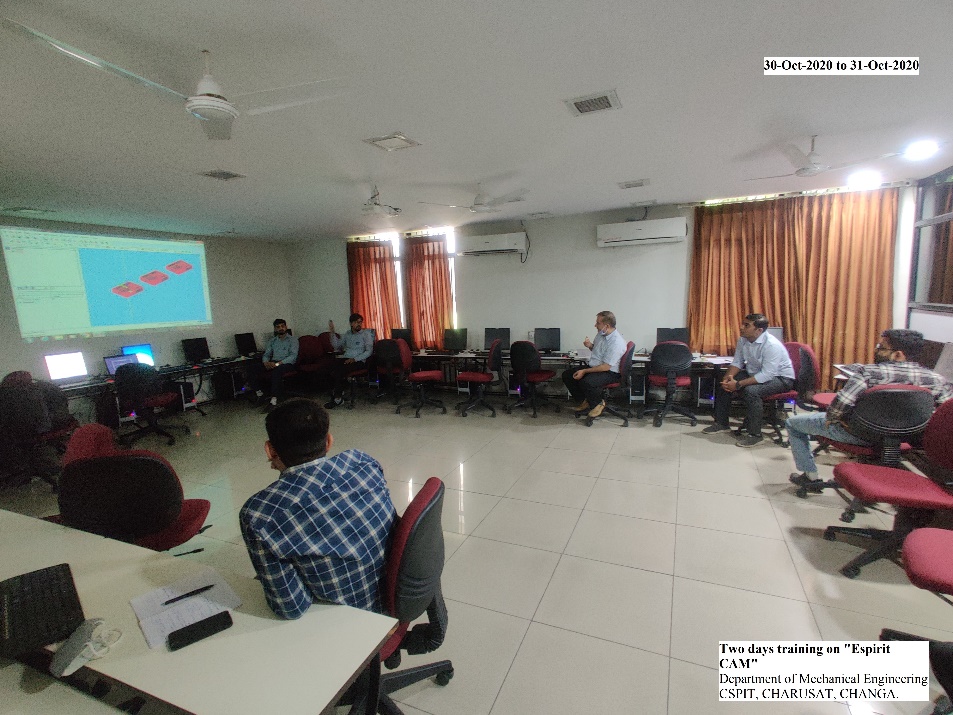 30-Oct-2020 to 31-Oct-2020
Two days training on "Espirit
CAM"
Department of Mechanical Engineering
CSPIT, CHARUSAT, CHANGA.